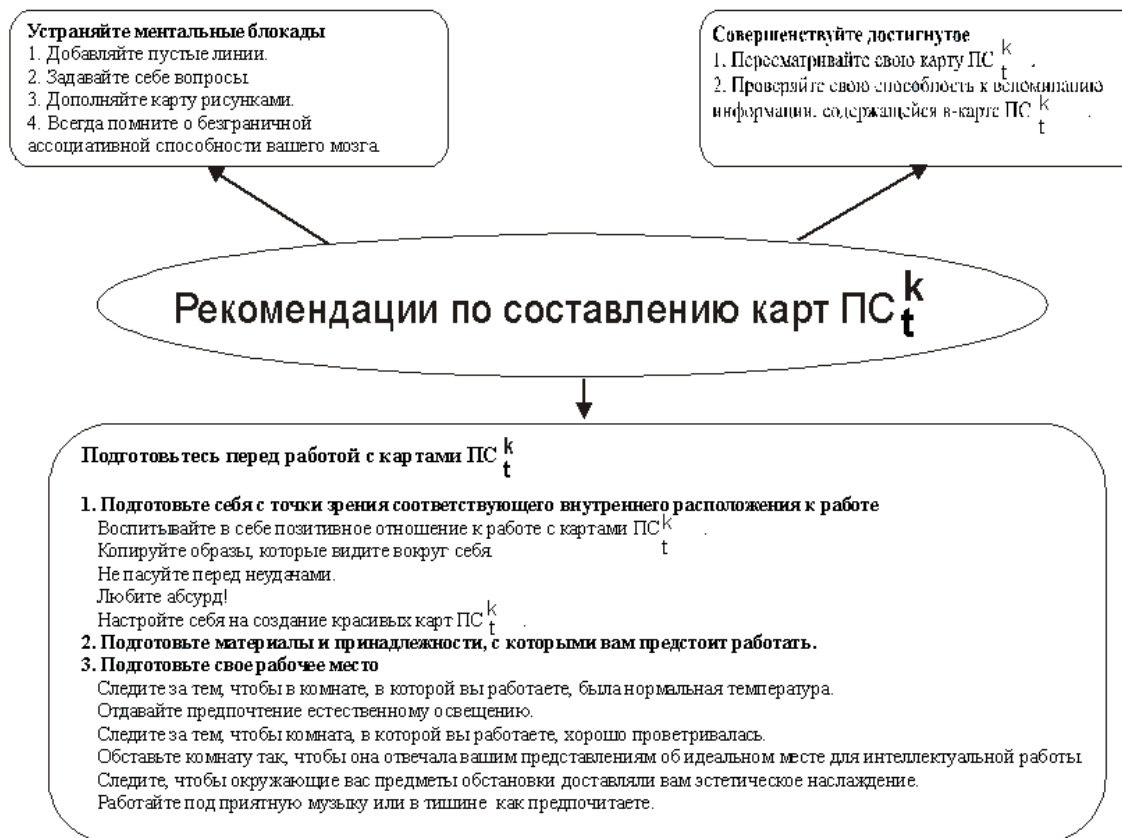 Устраняйте ментальные блокады
1. Добавляйте пустые линии.
2. Задавайте себе вопросы.
3. Дополняйте карту рисунками.
4. Всегда помните о безграничной
ассоциативной способности вашего мозга.
Совершенствуйте достигнутое
1. Пересматривайте свою карту ПС k t .
2. Проверяйте свою способность к вспоминанию
информации, содержащейся в-карте ПС k t .
Рекомендации по составлению карт ПС k t
Подготовьтесь перед работой с картами ПС k t
1. Подготовьте себя с точки зрения соответствующего внутреннего расположения к работе
Воспитывайте в себе позитивное отношение к работе с картами ПС k t .
Копируйте образы, которые видите вокруг себя.
Не пасуйте перед неудачами.
Любите абсурд!
Настройте себя на создание красивых карт ПС k t .
2. Подготовьте материалы и принадлежности, с которыми вам предстоит работать.
3. Подготовьте свое рабочее место
Следите за тем, чтобы в комнате, в которой вы работаете, была нормальная температура.
Отдавайте предпочтение естественному освещению.
Следите за тем, чтобы комната, в которой вы работаете, хорошо проветривалась.
Обставьте комнату так, чтобы она отвечала вашим представлениям об идеальном месте для интеллектуальной работы.
Следите, чтобы окружающие вас предметы обстановки доставляли вам эстетическое наслаждение.
Работайте под приятную музыку или в тишине как предпочитаете.